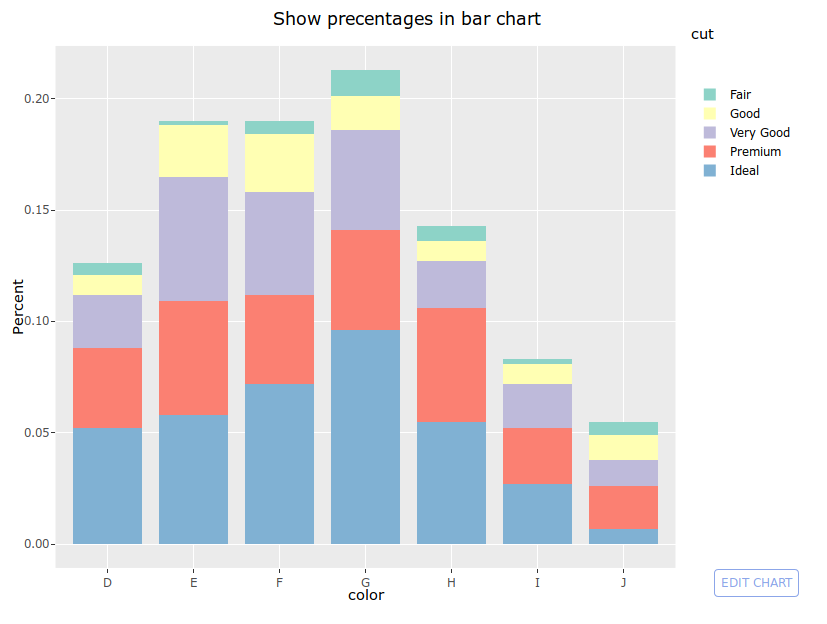 Show precentages in bar chart
cut
Fair
Good
Very Good
Premium
Ideal
Percent
0.20
0.15
0.10
0.05
0.00
D E F G H I J
color
EDIT CHART